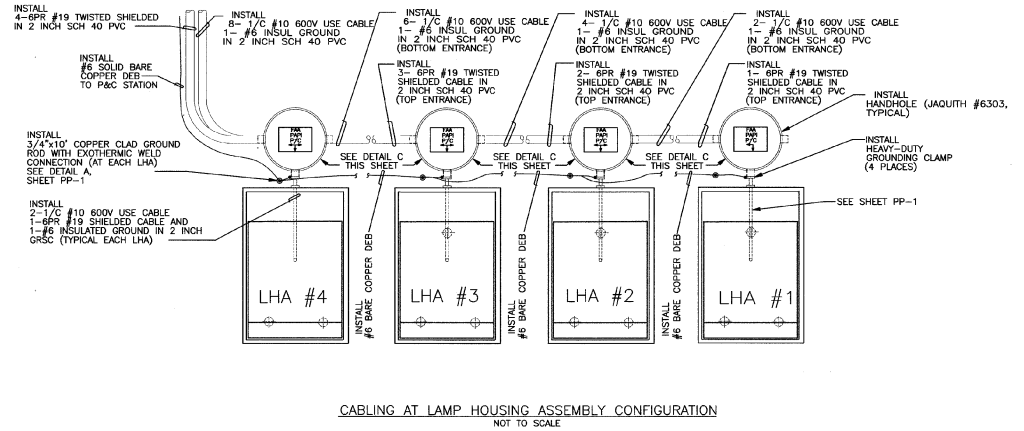 INSTALL
4-6PR #19 TWISTED SHIELDED
IN 2 INCH SCH 40 PVC
INSTALL
8- 1/C #10 600V USE CABLE
1- #6 INSUL GROUND
IN 2 INCH SCH 40 PVC
INSTALL
6- 1/C #10 600V USE CABLE
1- #6 INSUL GROUND
IN 2 INCH SCH 40 PVC
(BOTTOM ENTRANCE)
INSTALL
4- 1/C #10 600V USE CABLE
1- #6 INSUL GROUND
IN 2 INCH SCH 40 PVC
(BOTTOM ENTRANCE)
INSTALL
2- 1/C #10 600V USE CABLE
1- #6 INSUL GROUND
IN 2 INCH SCH 40 PVC
(BOTTOM ENTRANCE)
INSTALL
#6 SOLID BARE
COPPER DEB
TO P&C STATION
INSTALL
3- 6PR #19 TWISTED
SHIELDED CABLE IN
2 INCH SCH 40 PVC
(TOP ENTRANCE)
INSTALL
2- 6PR #19 TWISTED
SHIELDED CABLE IN
2 INCH SCH 40 PVC
(TOP ENTRANCE)
INSTALL
1- 6PR #19 TWISTED
SHIELDED CABLE IN
2 INCH SCH 40 PVC
(TOP ENTRANCE)
INSTALL
HANDHOLE (JAQUITH #6303,
TYPICAL)
INSTALL
3/4"x10' COPPER CLAD GROUND
ROD WITH EXOTHERMIC WELD
CONNECTION (AT EACH LHA)
SEE DETAIL A,
SHEET PP-1
FAA
PAPI
P/C
FAA
PAPI
P/C
FAA
PAPI
P/C
FAA
PAPI
P/C
SEE DETAIL C
THIS SHEET
SEE DETAIL C
THIS SHEET
SEE DETAIL C
THIS SHEET
INSTALL
HEAVY-DUTY
GROUNDING CLAMP
(4 PLACES)
INSTALL
2-1/C #10 600V USE CABLE
1-6PR #19 SHIELDED CABLE AND
1-#6 INSULATED GROUND IN 2 INCH
GRSC (TYPICAL EACH LHA)
SEE SHEET PP-1
INSTALL
#6 BARE COPPER DEB
INSTALL
#6 BARE COPPER DEB
INSTALL
#6 BARE COPPER DEB
LHA #4
LHA #3
LHA #2
LHA #1
CABLING AT LAMP HOUSING ASSEMBLY CONFIGURATION
NOT TO SCALE